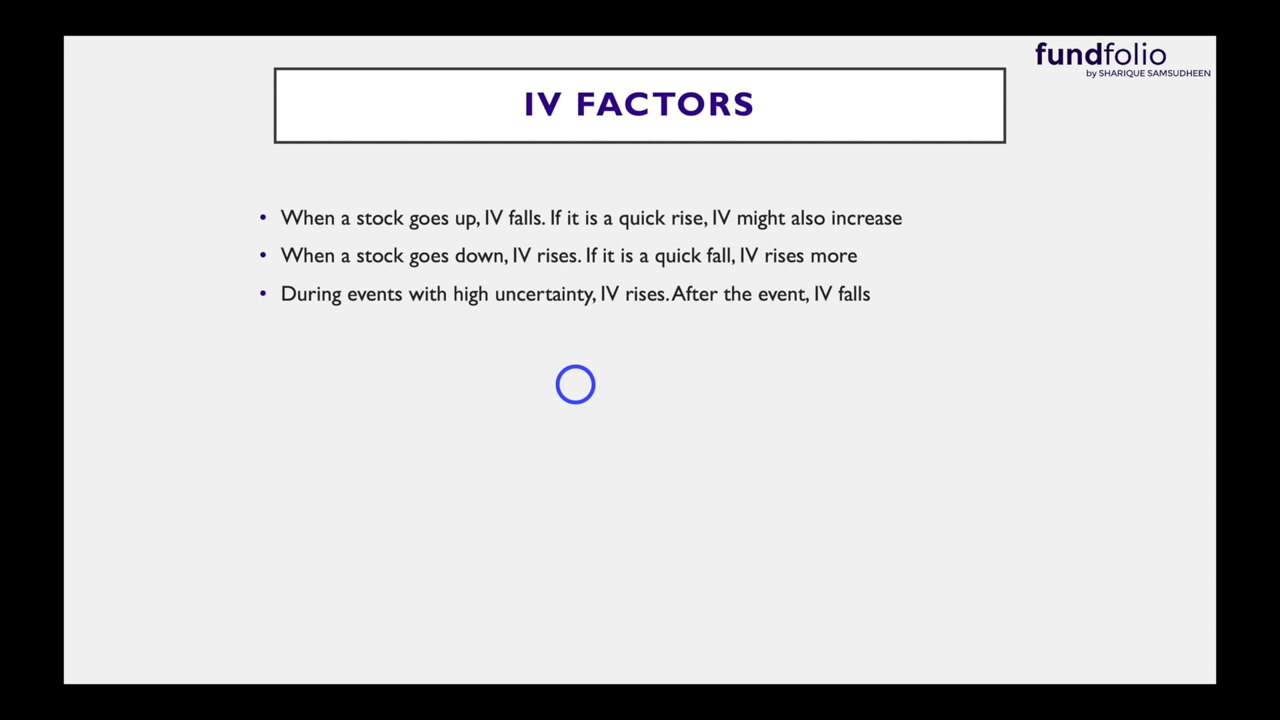 fundfolio
by SHARIQUE SAMSUDHEEN
IV FACTORS
• When a stock goes up, IV falls. If it is a quick rise, IV might also increase
• When a stock goes down, IV rises. If it is a quick fall, IV rises more
• During events with high uncertainty, IV rises. After the event, IV falls